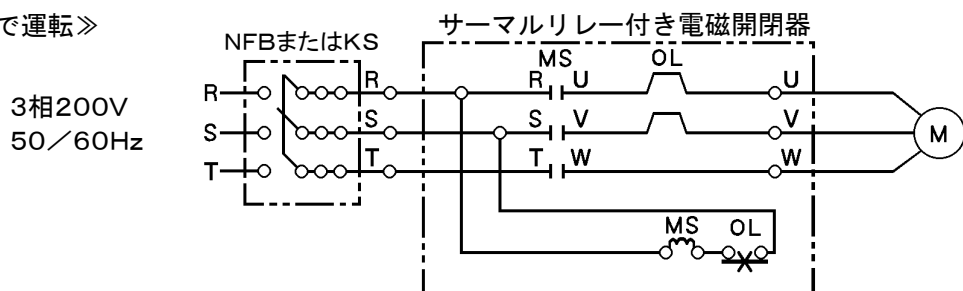 で運転≫
サーマルリレー付き電磁開閉器
NFBまたはKS
MS OL
R R R U U
3相200V
S S S V V M
50/60Hz
T T T W W
MS OL